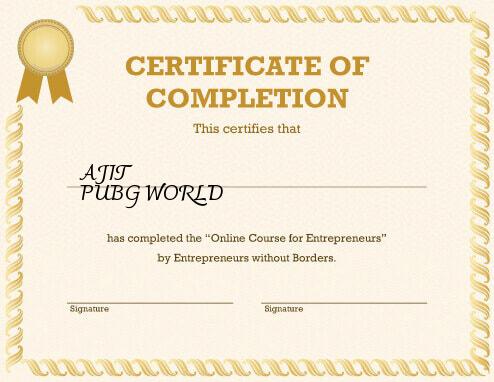 CERTIFICATE OF
COMPLETION
This certifies that
AJIT
PUBG WORLD
has completed the “Online Course for Entrepreneurs”
by Entrepreneurs without Borders.
Signature
Signature